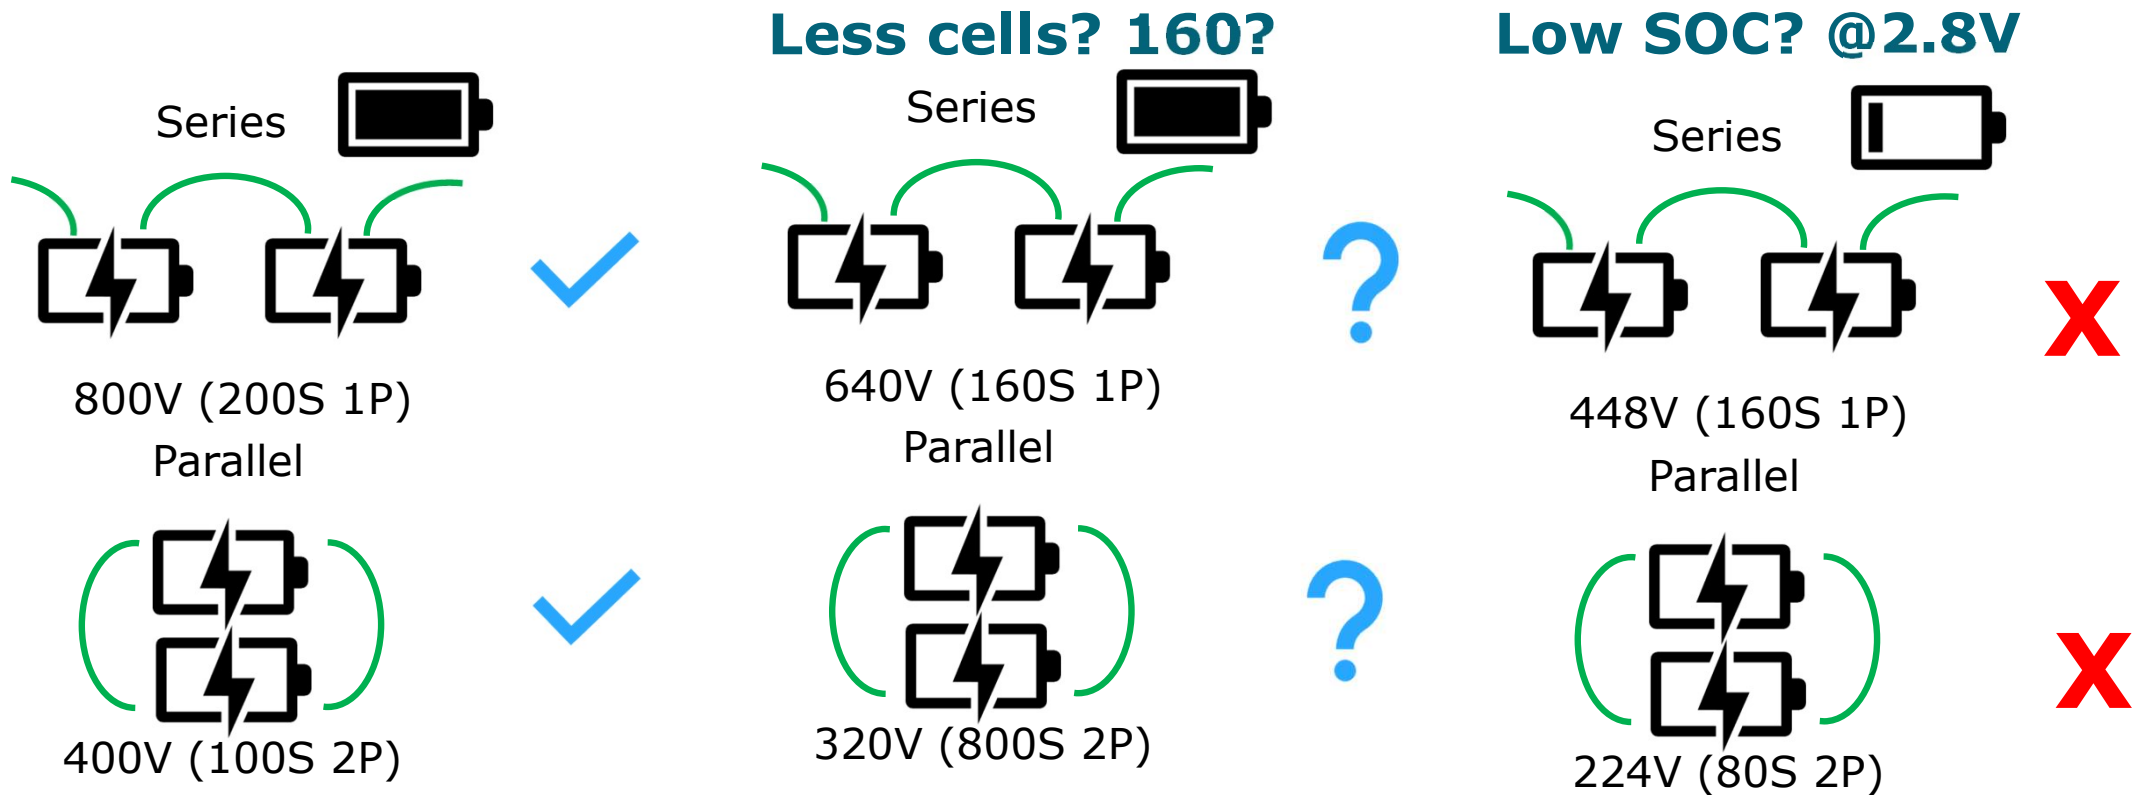 Less cells? 160?
Low SOC? @2.8V
Series
Series
Series
800V (200S 1P)
640V (160S 1P)
448V (160S 1P)
Parallel
Parallel
Parallel
X
X
400V (100S 2P)
320V (800S 2P)
224V (80S 2P)
?
?